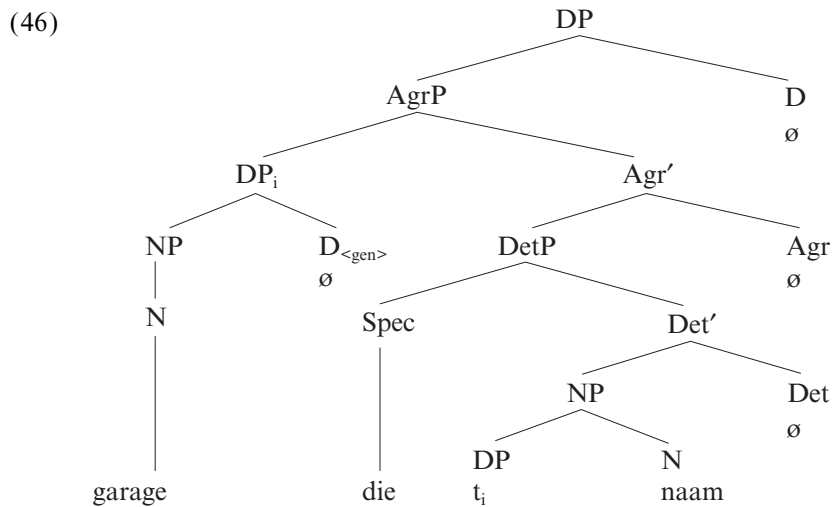 (46) DP
AgrP D
ø
DPᵢ Agr′
NP D<gen> DetP Agr
ø ø
N Spec Det′
NP Det
ø
DP N
garage die tᵢ naam